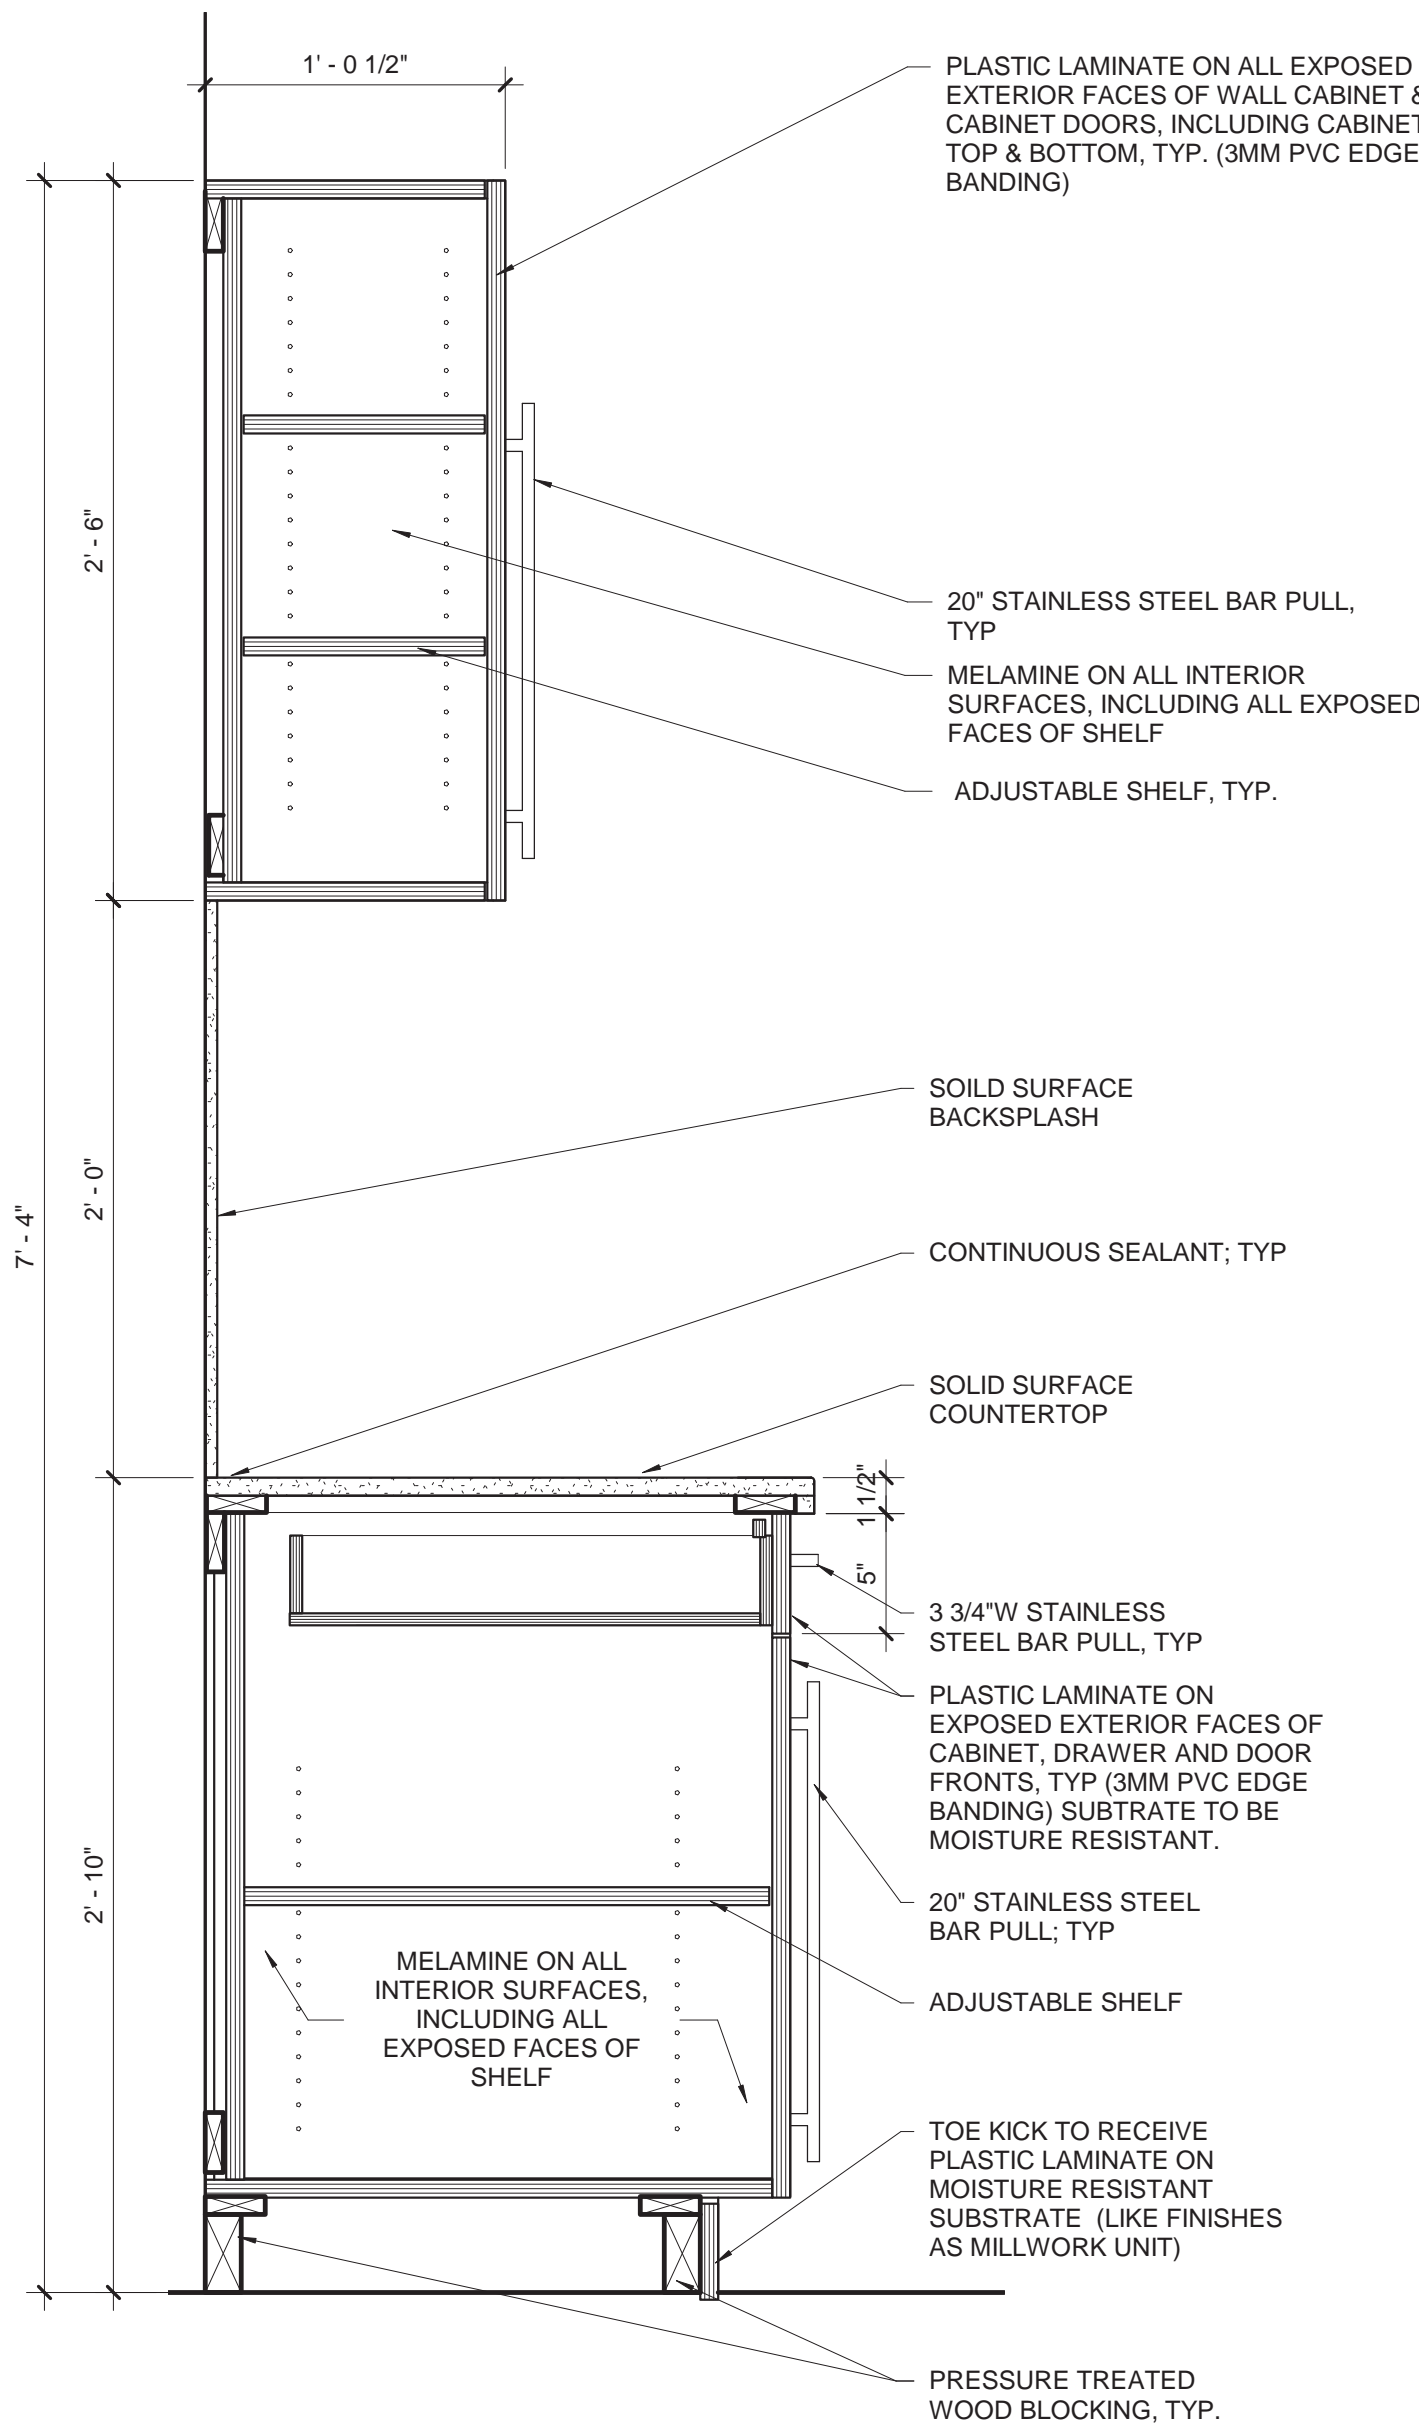 1' - 0 1/2"
PLASTIC LAMINATE ON ALL EXPOSED
EXTERIOR FACES OF WALL CABINET &
CABINET DOORS, INCLUDING CABINET
TOP & BOTTOM, TYP. (3MM PVC EDGE
BANDING)
2' - 6"
20" STAINLESS STEEL BAR PULL,
TYP
MELAMINE ON ALL INTERIOR
SURFACES, INCLUDING ALL EXPOSED
FACES OF SHELF
ADJUSTABLE SHELF, TYP.
SOILD SURFACE
BACKSPLASH
2' - 0"
7' - 4"
CONTINUOUS SEALANT; TYP
SOLID SURFACE
COUNTERTOP
1 1/2"
5"
3 3/4"W STAINLESS
STEEL BAR PULL, TYP
PLASTIC LAMINATE ON
EXPOSED EXTERIOR FACES OF
CABINET, DRAWER AND DOOR
FRONTS, TYP (3MM PVC EDGE
BANDING) SUBTRATE TO BE
MOISTURE RESISTANT.
2' - 10"
20" STAINLESS STEEL
BAR PULL; TYP
MELAMINE ON ALL
INTERIOR SURFACES,
INCLUDING ALL
EXPOSED FACES OF
SHELF
ADJUSTABLE SHELF
TOE KICK TO RECEIVE
PLASTIC LAMINATE ON
MOISTURE RESISTANT
SUBSTRATE  (LIKE FINISHES
AS MILLWORK UNIT)
PRESSURE TREATED
WOOD BLOCKING, TYP.